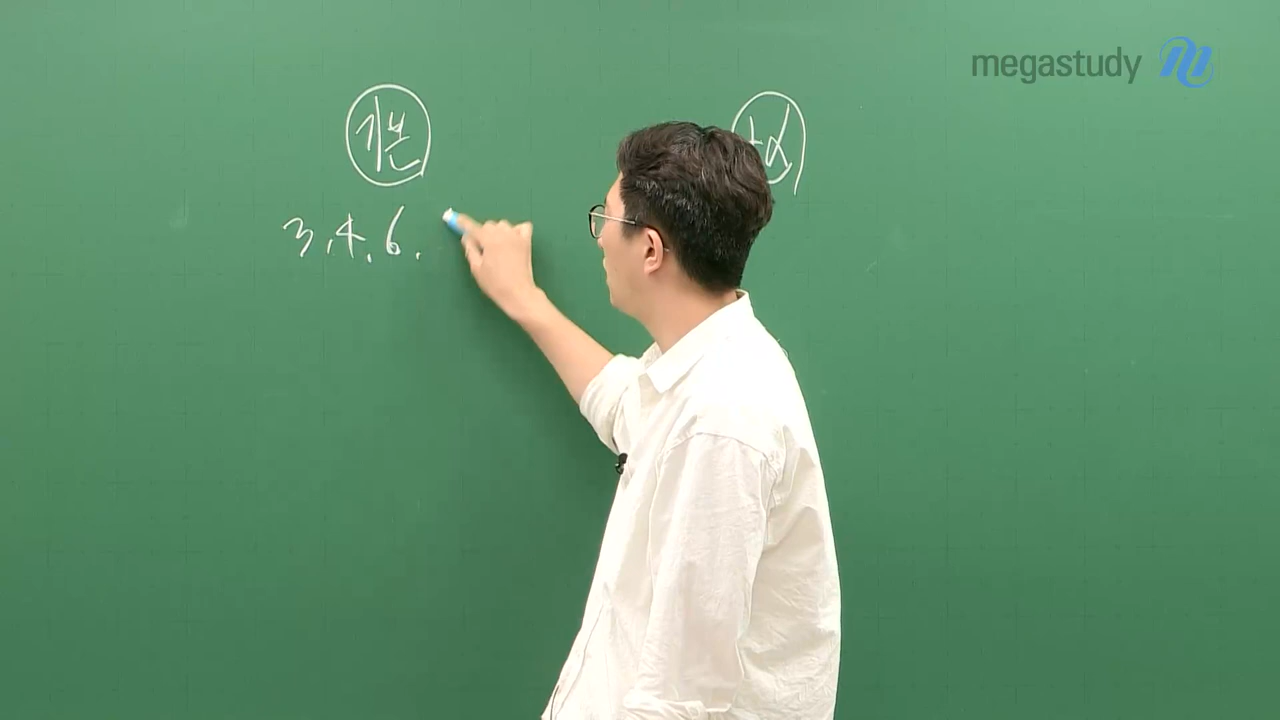 megastudy
기본
3, 4, 6,